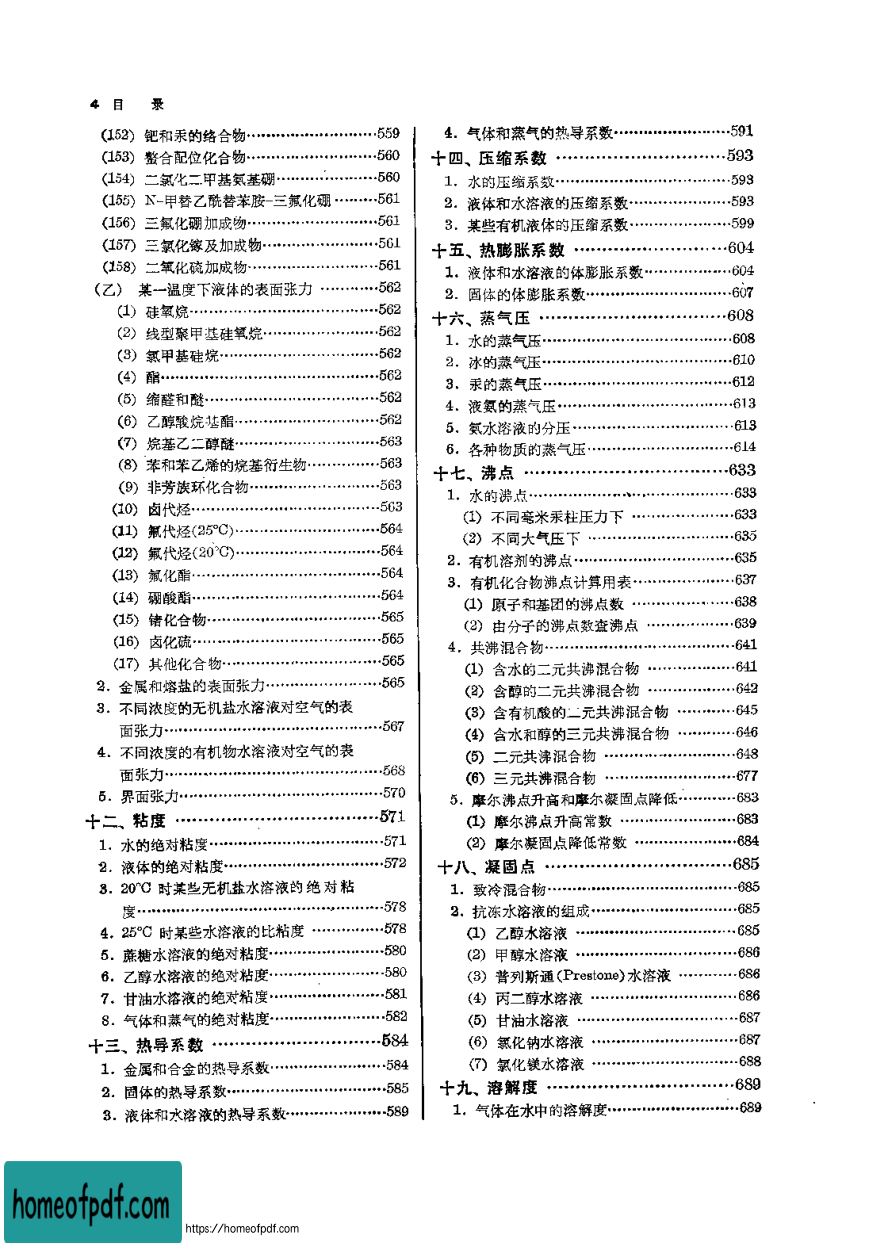 4 目 录
(152) 钯和汞的络合物……559
(153) 螯合配位化合物……560
(154) 二氯化二甲基氨基硼……560
(155) N-甲替乙酰替苯胺-三氟化硼……561
(156) 三氟化硼加成物……561
(157) 三氯化镓及加成物……561
(158) 二氧化硫加成物……561
(乙) 某一温度下液体的表面张力……562
(1) 硅氧烷……562
(2) 线型聚甲基硅氧烷……562
(3) 氯甲基硅烷……562
(4) 酯……562
(5) 缩醛和醚……562
(6) 乙醇酸烷基酯……562
(7) 烷基乙二醇醚……563
(8) 苯和苯乙烯的烷基衍生物……563
(9) 非芳族环化合物……563
(10) 卤代烃……563
(11) 氟代烃(25°C)……564
(12) 氟代烃(20°C)……564
(13) 氟化酯……564
(14) 硼酸酯……564
(15) 锗化合物……565
(16) 卤化硫……565
(17) 其他化合物……565
2. 金属和熔盐的表面张力……565
3. 不同浓度的无机盐水溶液对空气的表
面张力……567
4. 不同浓度的有机物水溶液对空气的表
面张力……568
5. 界面张力……570
十二、粘度……571
1. 水的绝对粘度……571
2. 液体的绝对粘度……572
3. 20°C 时某些无机盐水溶液的绝对粘
度……578
4. 25°C 时某些水溶液的比粘度……578
5. 蔗糖水溶液的绝对粘度……580
6. 乙醇水溶液的绝对粘度……580
7. 甘油水溶液的绝对粘度……581
8. 气体和蒸气的绝对粘度……582
十三、热导系数……584
1. 金属和合金的热导系数……584
2. 固体的热导系数……585
3. 液体和水溶液的热导系数……589
4. 气体和蒸气的热导系数……591
十四、压缩系数……593
1. 水的压缩系数……593
2. 液体和水溶液的压缩系数……593
3. 某些有机液体的压缩系数……599
十五、热膨胀系数……604
1. 液体和水溶液的体膨胀系数……604
2. 固体的体膨胀系数……607
十六、蒸气压……608
1. 水的蒸气压……608
2. 冰的蒸气压……610
3. 汞的蒸气压……612
4. 液氨的蒸气压……613
5. 氨水溶液的分压……613
6. 各种物质的蒸气压……614
十七、沸点……633
1. 水的沸点……633
(1) 不同毫米汞柱压力下……633
(2) 不同大气压下……635
2. 有机溶剂的沸点……635
3. 有机化合物沸点计算用表……637
(1) 原子和基团的沸点数……638
(2) 由分子的沸点数查沸点……639
4. 共沸混合物……641
(1) 含水的二元共沸混合物……641
(2) 含醇的二元共沸混合物……642
(3) 含有机酸的二元共沸混合物……645
(4) 含水和醇的三元共沸混合物……646
(5) 二元共沸混合物……648
(6) 三元共沸混合物……677
5. 摩尔沸点升高和摩尔凝固点降低……683
(1) 摩尔沸点升高常数……683
(2) 摩尔凝固点降低常数……684
十八、凝固点……685
1. 致冷混合物……685
2. 抗冻水溶液的组成……685
(1) 乙醇水溶液……685
(2) 甲醇水溶液……686
(3) 普列斯通(Prestone)水溶液……686
(4) 丙二醇水溶液……686
(5) 甘油水溶液……687
(6) 氯化钠水溶液……687
(7) 氯化镁水溶液……688
十九、溶解度……689
1. 气体在水中的溶解度……689
homeofpdf.com
https://homeofpdf.com